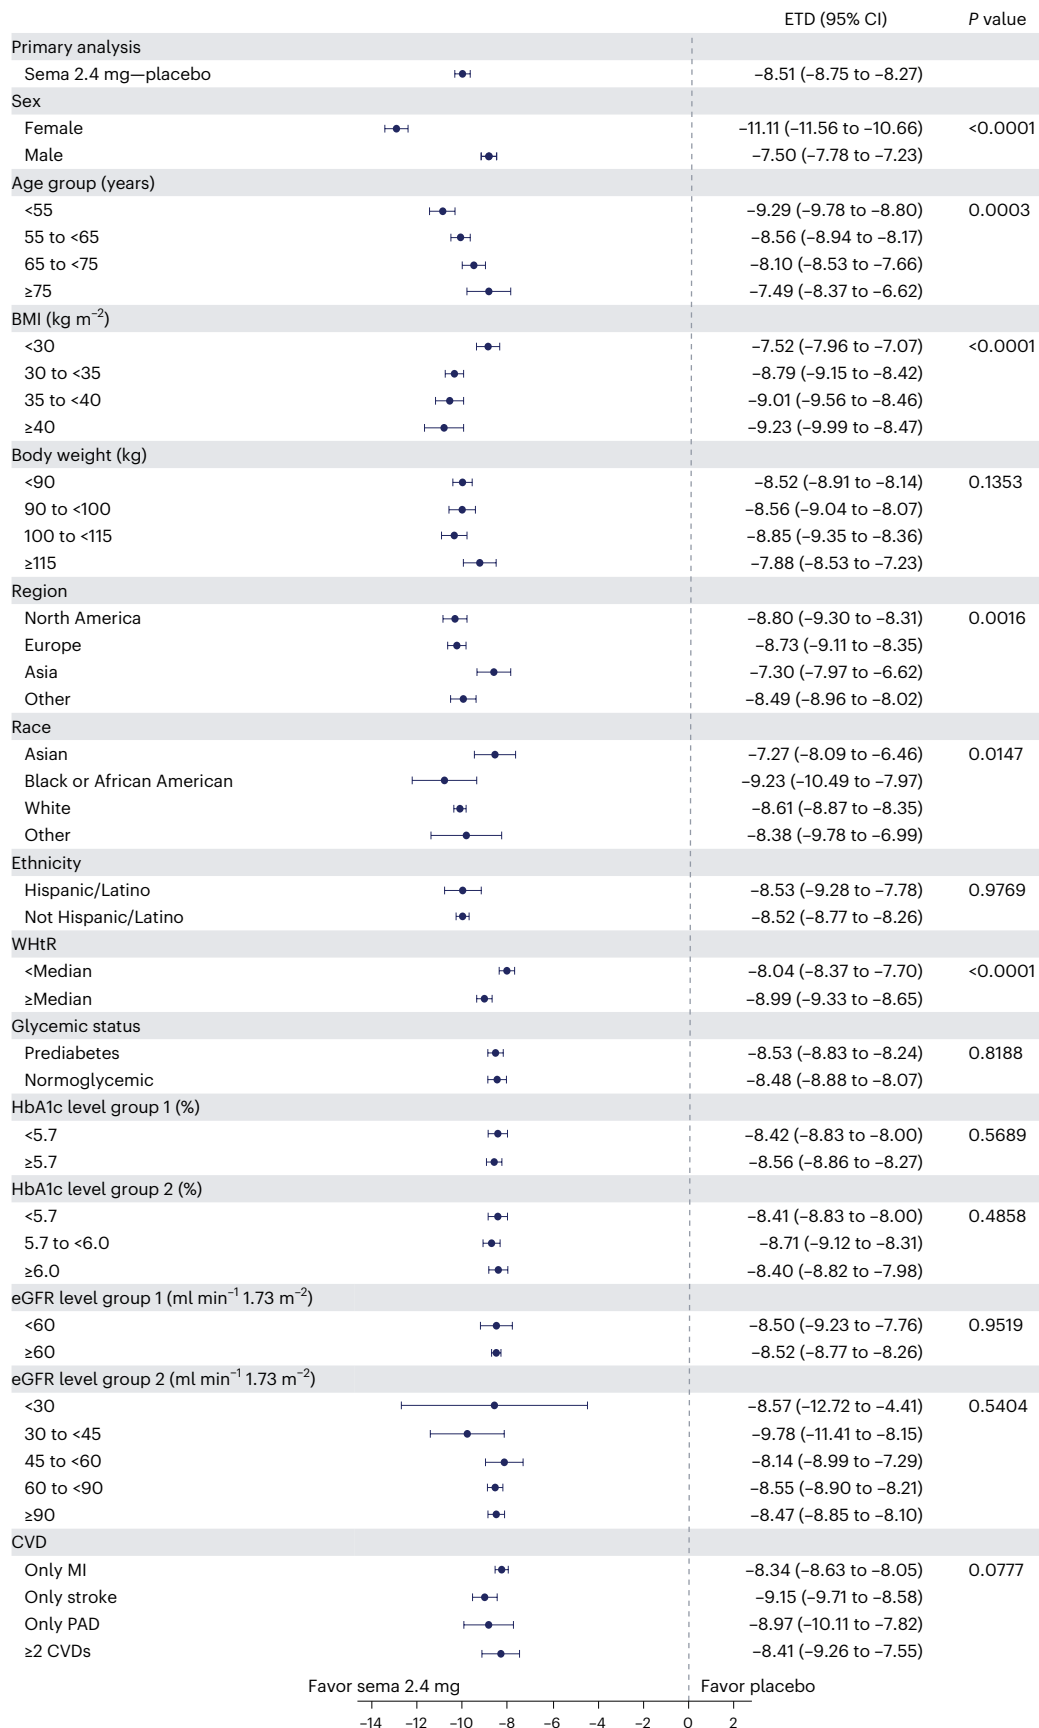 ETD (95% CI) P value
Primary analysis
Sema 2.4 mg—placebo −8.51 (−8.75 to −8.27)
Sex
Female −11.11 (−11.56 to −10.66) <0.0001
Male −7.50 (−7.78 to −7.23)
Age group (years)
<55 −9.29 (−9.78 to −8.80) 0.0003
55 to <65 −8.56 (−8.94 to −8.17)
65 to <75 −8.10 (−8.53 to −7.66)
≥75 −7.49 (−8.37 to −6.62)
BMI (kg m⁻²)
<30 −7.52 (−7.96 to −7.07) <0.0001
30 to <35 −8.79 (−9.15 to −8.42)
35 to <40 −9.01 (−9.56 to −8.46)
≥40 −9.23 (−9.99 to −8.47)
Body weight (kg)
<90 −8.52 (−8.91 to −8.14) 0.1353
90 to <100 −8.56 (−9.04 to −8.07)
100 to <115 −8.85 (−9.35 to −8.36)
≥115 −7.88 (−8.53 to −7.23)
Region
North America −8.80 (−9.30 to −8.31) 0.0016
Europe −8.73 (−9.11 to −8.35)
Asia −7.30 (−7.97 to −6.62)
Other −8.49 (−8.96 to −8.02)
Race
Asian −7.27 (−8.09 to −6.46) 0.0147
Black or African American −9.23 (−10.49 to −7.97)
White −8.61 (−8.87 to −8.35)
Other −8.38 (−9.78 to −6.99)
Ethnicity
Hispanic/Latino −8.53 (−9.28 to −7.78) 0.9769
Not Hispanic/Latino −8.52 (−8.77 to −8.26)
WHtR
<Median −8.04 (−8.37 to −7.70) <0.0001
≥Median −8.99 (−9.33 to −8.65)
Glycemic status
Prediabetes −8.53 (−8.83 to −8.24) 0.8188
Normoglycemic −8.48 (−8.88 to −8.07)
HbA1c level group 1 (%)
<5.7 −8.42 (−8.83 to −8.00) 0.5689
≥5.7 −8.56 (−8.86 to −8.27)
HbA1c level group 2 (%)
<5.7 −8.41 (−8.83 to −8.00) 0.4858
5.7 to <6.0 −8.71 (−9.12 to −8.31)
≥6.0 −8.40 (−8.82 to −7.98)
eGFR level group 1 (ml min⁻¹ 1.73 m⁻²)
<60 −8.50 (−9.23 to −7.76) 0.9519
≥60 −8.52 (−8.77 to −8.26)
eGFR level group 2 (ml min⁻¹ 1.73 m⁻²)
<30 −8.57 (−12.72 to −4.41) 0.5404
30 to <45 −9.78 (−11.41 to −8.15)
45 to <60 −8.14 (−8.99 to −7.29)
60 to <90 −8.55 (−8.90 to −8.21)
≥90 −8.47 (−8.85 to −8.10)
CVD
Only MI −8.34 (−8.63 to −8.05) 0.0777
Only stroke −9.15 (−9.71 to −8.58)
Only PAD −8.97 (−10.11 to −7.82)
≥2 CVDs −8.41 (−9.26 to −7.55)
Favor sema 2.4 mg Favor placebo
−14 −12 −10 −8 −6 −4 −2 0 2